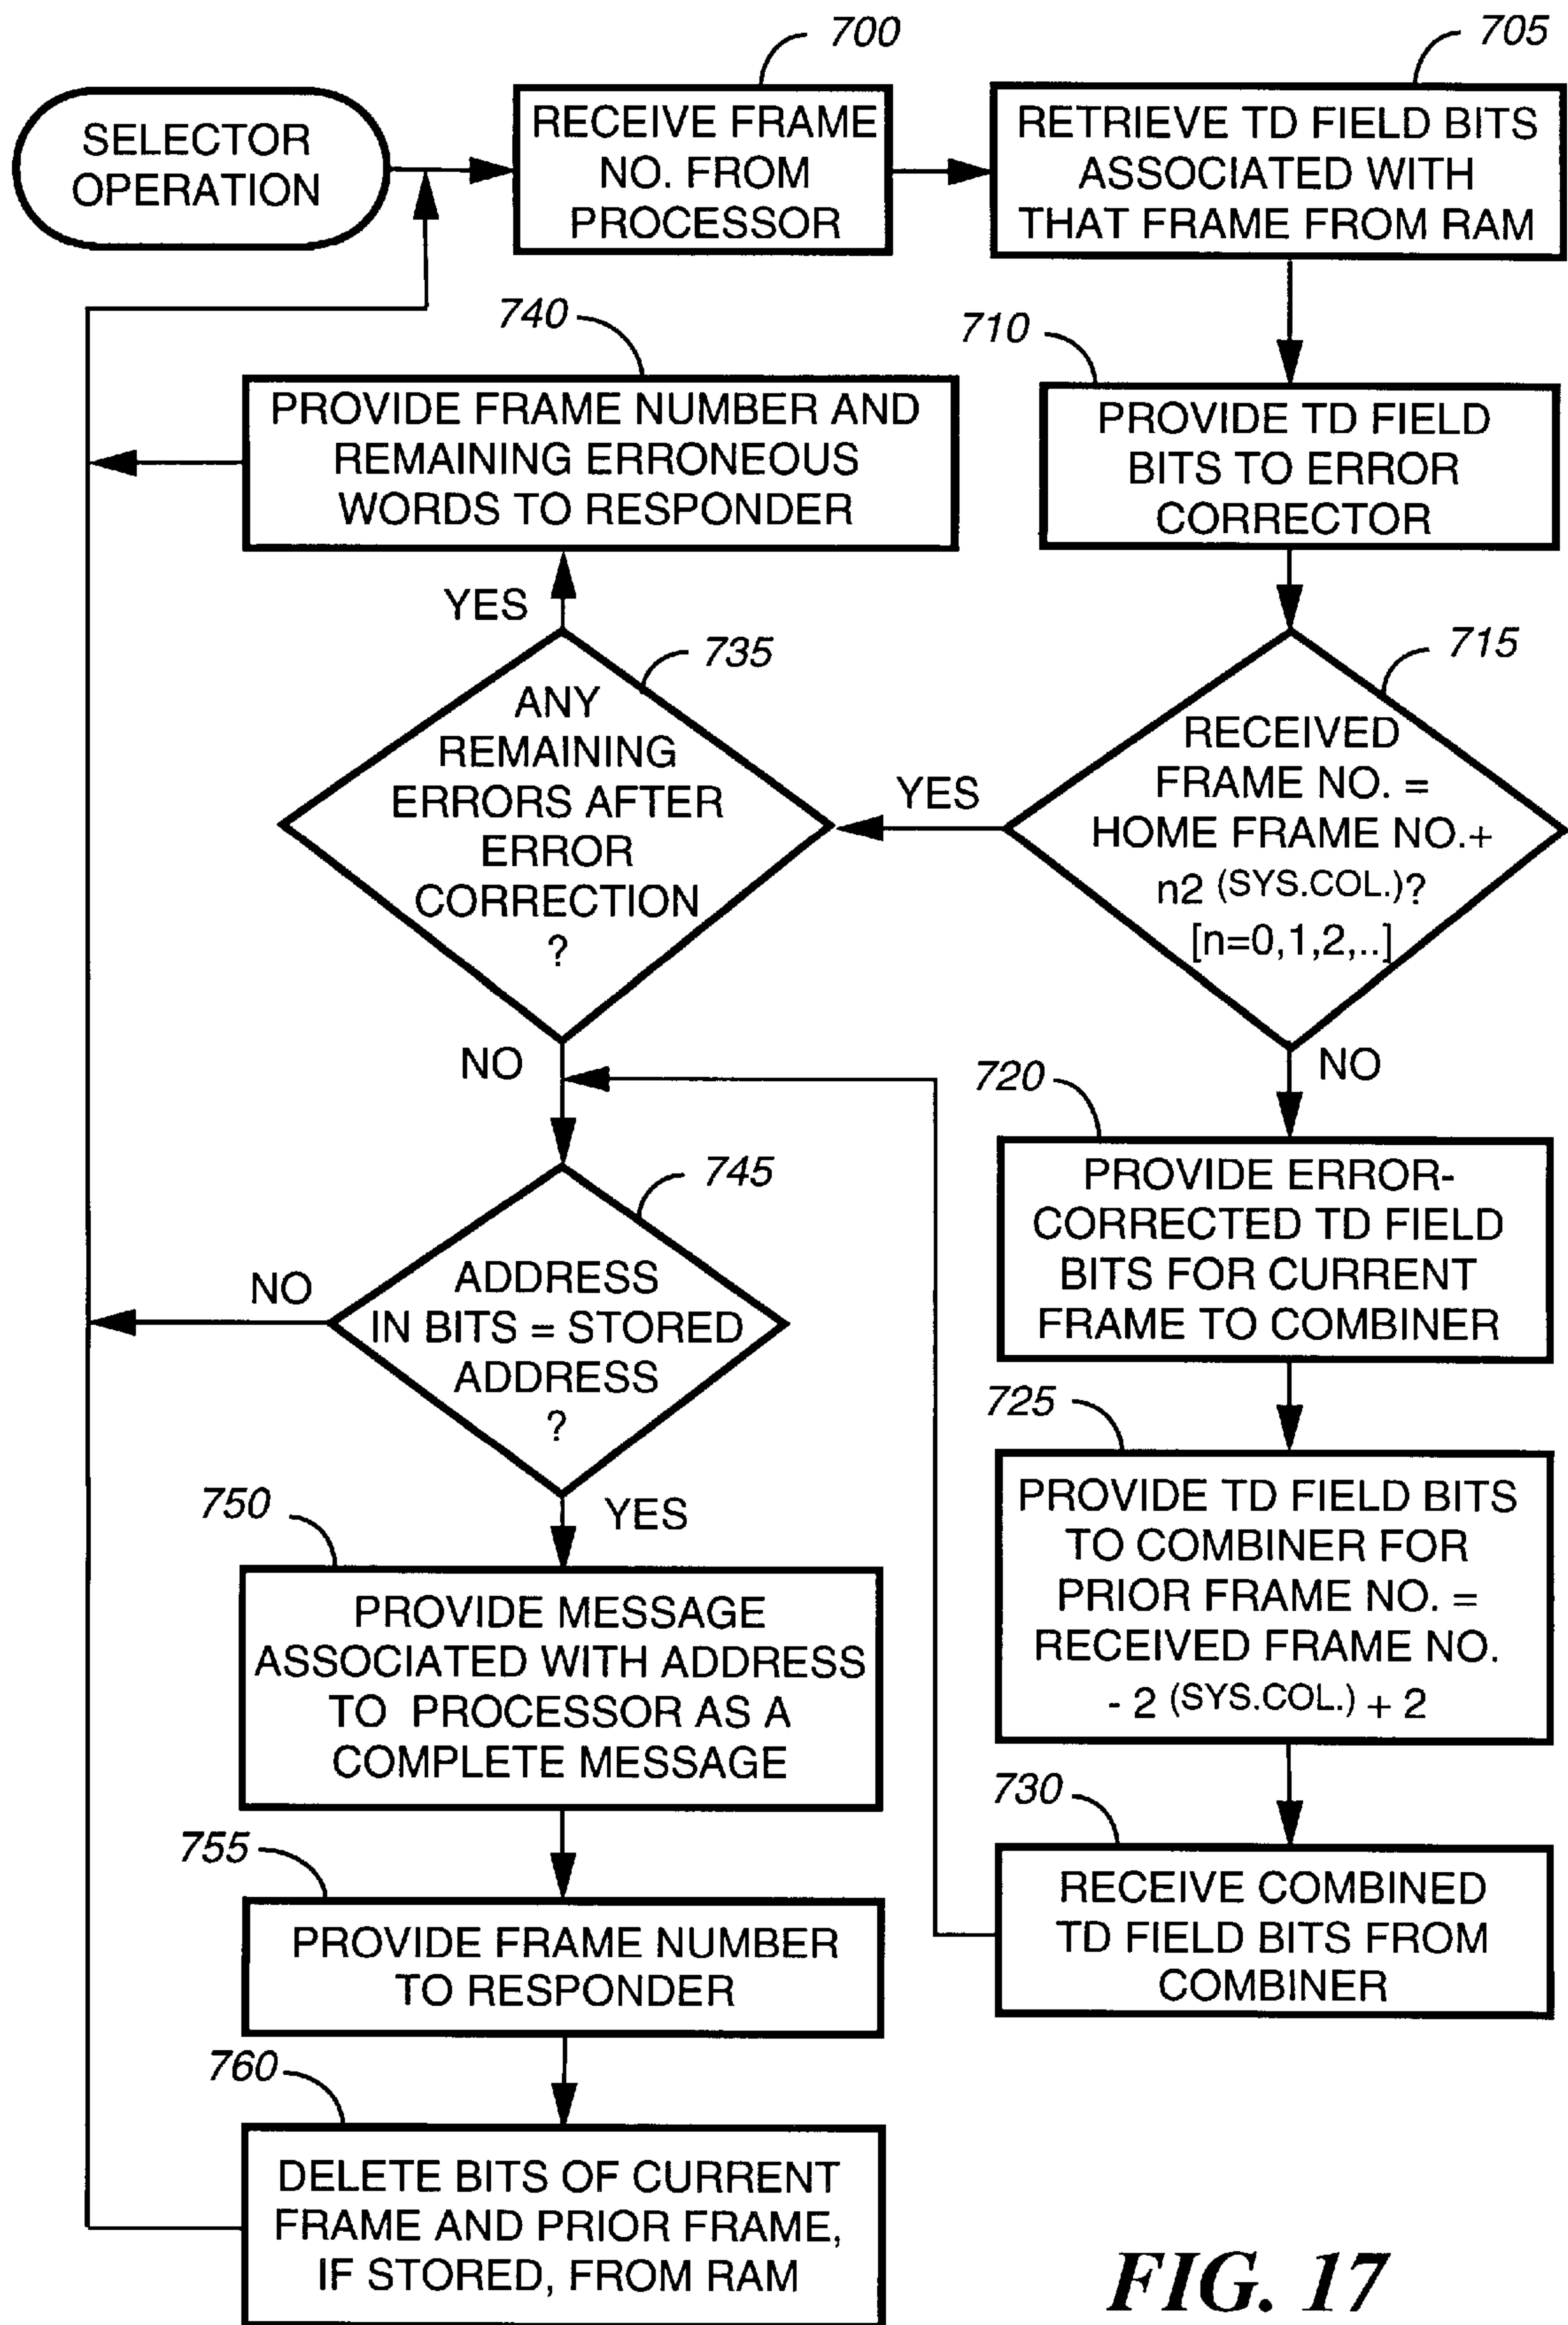 SELECTOR
OPERATION
700
RECEIVE FRAME
NO. FROM
PROCESSOR
705
RETRIEVE TD FIELD BITS
ASSOCIATED WITH
THAT FRAME FROM RAM
710
PROVIDE TD FIELD
BITS TO ERROR
CORRECTOR
715
RECEIVED
FRAME NO. =
HOME FRAME NO.+
n2 (SYS.COL.)?
[n=0,1,2,..]
YES
NO
720
PROVIDE ERROR-
CORRECTED TD FIELD
BITS FOR CURRENT
FRAME TO COMBINER
725
PROVIDE TD FIELD BITS
TO COMBINER FOR
PRIOR FRAME NO. =
RECEIVED FRAME NO.
- 2 (SYS.COL.) + 2
730
RECEIVE COMBINED
TD FIELD BITS FROM
COMBINER
735
ANY
REMAINING
ERRORS AFTER
ERROR
CORRECTION
?
YES
NO
740
PROVIDE FRAME NUMBER AND
REMAINING ERRONEOUS
WORDS TO RESPONDER
745
ADDRESS
IN BITS = STORED
ADDRESS
?
NO
YES
750
PROVIDE MESSAGE
ASSOCIATED WITH ADDRESS
TO PROCESSOR AS A
COMPLETE MESSAGE
755
PROVIDE FRAME NUMBER
TO RESPONDER
760
DELETE BITS OF CURRENT
FRAME AND PRIOR FRAME,
IF STORED, FROM RAM
FIG. 17